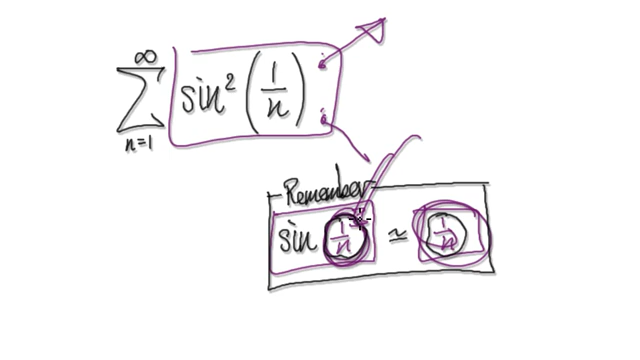 ∞
∑ sin² (1/n)
n=1
Remember
sin 1/n ≃ 1/n